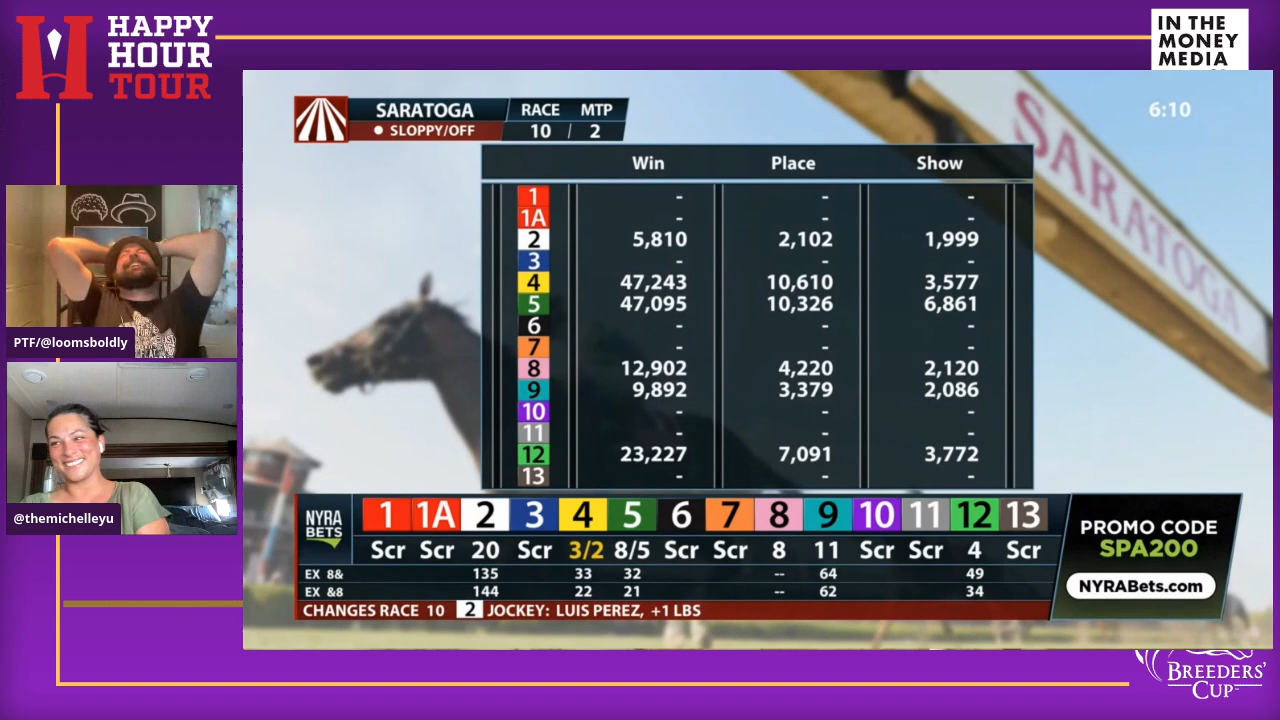 HAPPY
HOUR
TOUR
IN THE
MONEY
MEDIA
SARATOGA
RACE
MTP
SLOPPY/OFF
10 / 2
6:10
SARATOGA
Win Place Show
1 - - -
1A - - -
2 5,810 2,102 1,999
3 - - -
4 47,243 10,610 3,577
5 47,095 10,326 6,861
6 - - -
7 - - -
8 12,902 4,220 2,120
9 9,892 3,379 2,086
10 - - -
11 - - -
12 23,227 7,091 3,772
13 - - -
PTF/@loomsboldly
@themichelleyu
NYRA
BETS
1 1A 2 3 4 5 6 7 8 9 10 11 12 13
Scr Scr 20 Scr 3/2 8/5 Scr Scr 8 11 Scr Scr 4 Scr
EX 8& 135 33 32 -- 64 49
EX &8 144 22 21 -- 62 34
CHANGES RACE 10 2 JOCKEY: LUIS PEREZ, +1 LBS
PROMO CODE
SPA200
NYRABets.com
BREEDERS'
CUP